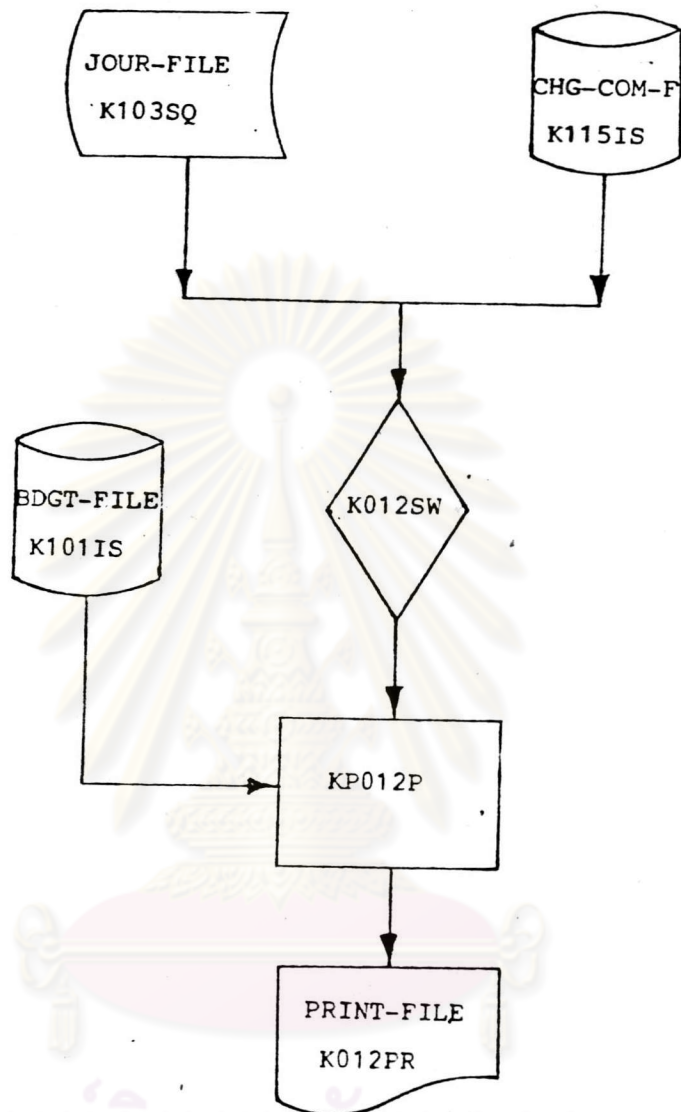 JOUR-FILE
K103SQ
CHG-COM-F
K115IS
BDGT-FILE
K101IS
K012SW
KP012P
PRINT-FILE
K012PR